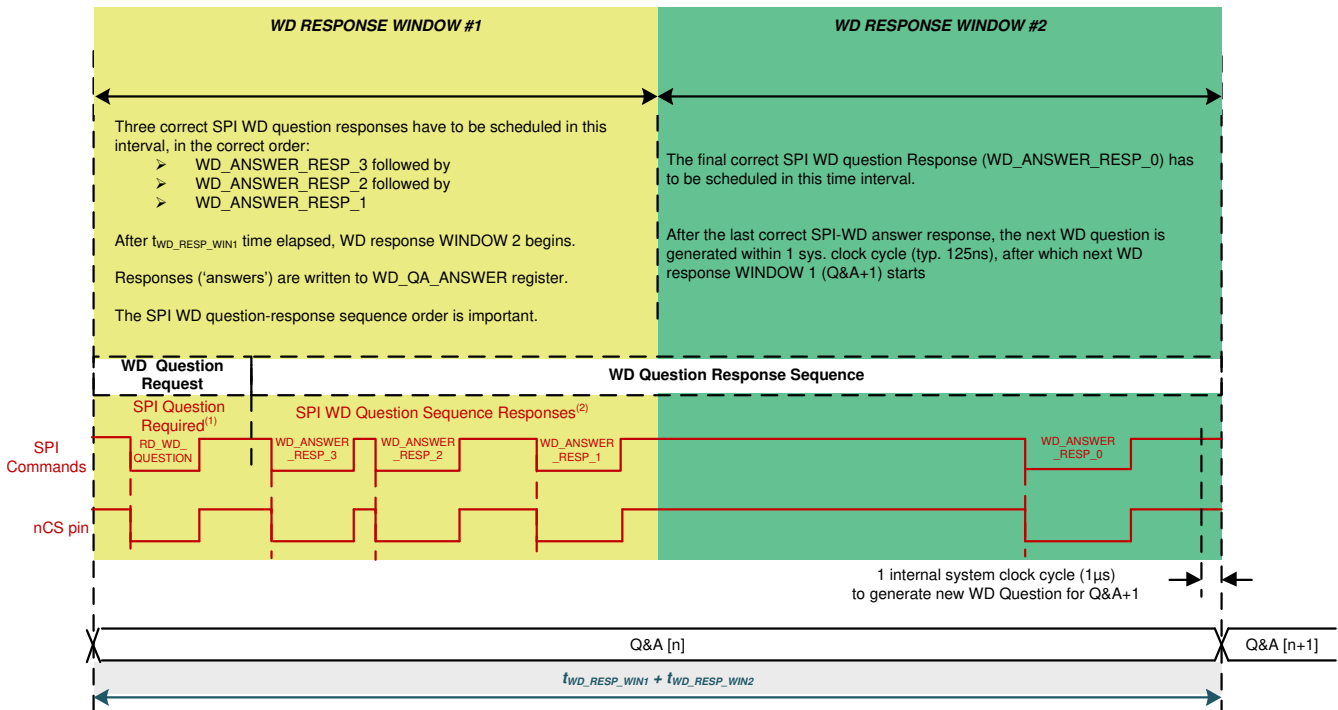 WD RESPONSE WINDOW #1
WD RESPONSE WINDOW #2
Three correct SPI WD question responses have to be scheduled in this
interval, in the correct order:
➢ WD_ANSWER_RESP_3 followed by
➢ WD_ANSWER_RESP_2 followed by
➢ WD_ANSWER_RESP_1
After tWD_RESP_WIN1 time elapsed, WD response WINDOW 2 begins.
Responses (‘answers’) are written to WD_QA_ANSWER register.
The SPI WD question-response sequence order is important.
The final correct SPI WD question Response (WD_ANSWER_RESP_0) has
to be scheduled in this time interval.
After the last correct SPI-WD answer response, the next WD question is
generated within 1 sys. clock cycle (typ. 125ns), after which next WD
response WINDOW 1 (Q&A+1) starts
WD Question
Request
WD Question Response Sequence
SPI Question
Required(1)
SPI WD Question Sequence Responses(2)
SPI
Commands
RD_WD_
QUESTION
WD_ANSWER
_RESP_3
WD_ANSWER
_RESP_2
WD_ANSWER
_RESP_1
WD_ANSWER
_RESP_0
nCS pin
1 internal system clock cycle (1µs)
to generate new WD Question for Q&A+1
Q&A [n]
Q&A [n+1]
tWD_RESP_WIN1 + tWD_RESP_WIN2